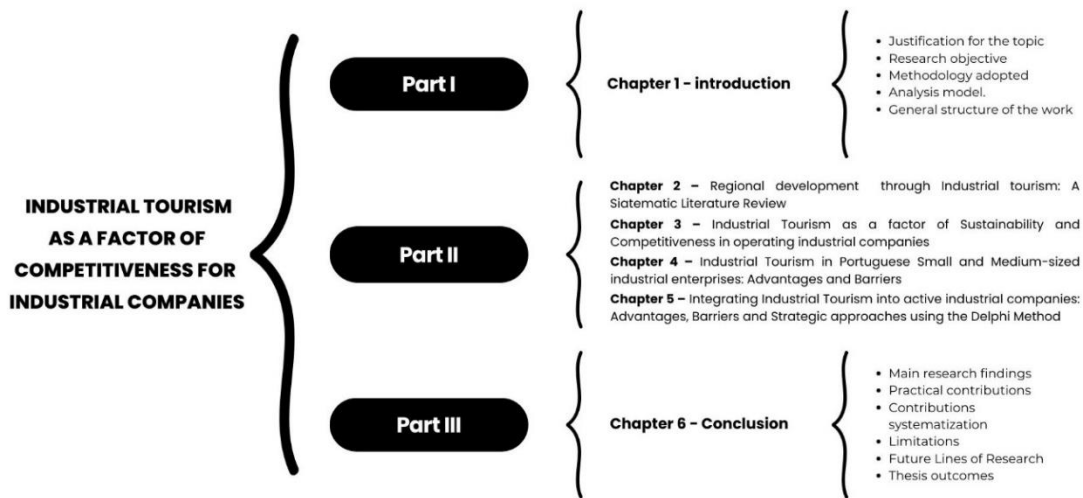 INDUSTRIAL TOURISM
AS A FACTOR OF
COMPETITIVENESS FOR
INDUSTRIAL COMPANIES
Part I
Chapter 1 - introduction
• Justification for the topic
• Research objective
• Methodology adopted
• Analysis model.
• General structure of the work
Part II
Chapter 2 – Regional development through Industrial tourism: A
Siatematic Literature Review
Chapter 3 – Industrial Tourism as a factor of Sustainability and
Competitiveness in operating industrial companies
Chapter 4 – Industrial Tourism in Portuguese Small and Medium-sized
industrial enterprises: Advantages and Barriers
Chapter 5 – Integrating Industrial Tourism into active industrial companies:
Advantages, Barriers and Strategic approaches using the Delphi Method
Part III
Chapter 6 - Conclusion
• Main research findings
• Practical contributions
• Contributions
systematization
• Limitations
• Future Lines of Research
• Thesis outcomes